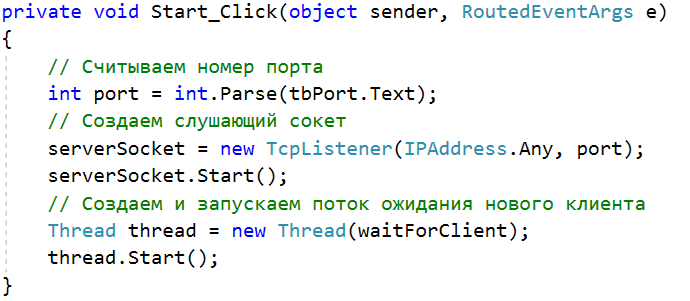 private void Start_Click(object sender, RoutedEventArgs e)
{
// Считываем номер порта
int port = int.Parse(tbPort.Text);
// Создаем слушающий сокет
serverSocket = new TcpListener(IPAddress.Any, port);
serverSocket.Start();
// Создаем и запускаем поток ожидания нового клиента
Thread thread = new Thread(waitForClient);
thread.Start();
}